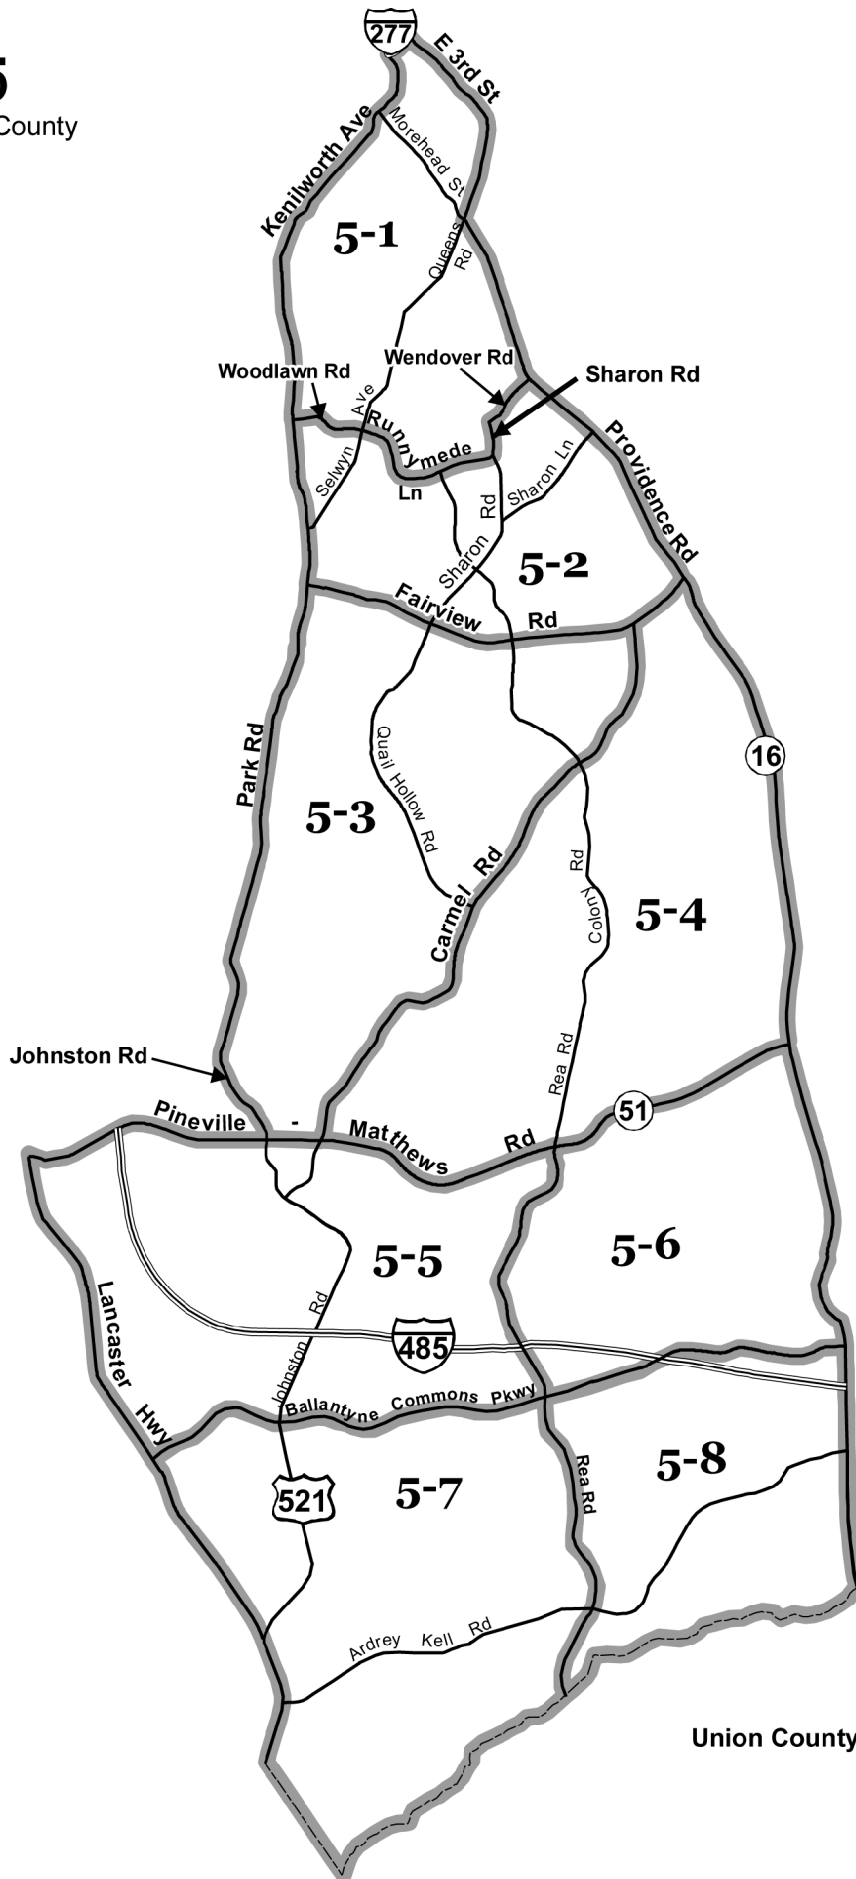 277
E 3rd St
5
County
Kenilworth Ave
Morehead St
5-1
Queens
Rd
Wendover Rd
Woodlawn Rd
Sharon Rd
Selwyn Ave
Runnymede
Ln
Sharon Ln
Providence Rd
Sharon Rd
5-2
Fairview Rd
Park Rd
16
Quail Hollow Rd
5-3
Carmel Rd
Colony Rd
5-4
Rea Rd
Johnston Rd
51
Pineville - Matthews Rd
5-5
5-6
Lancaster Hwy
Johnston Rd
485
Ballantyne Commons Pkwy
5-7
5-8
521
Rea Rd
Ardrey Kell Rd
Union County